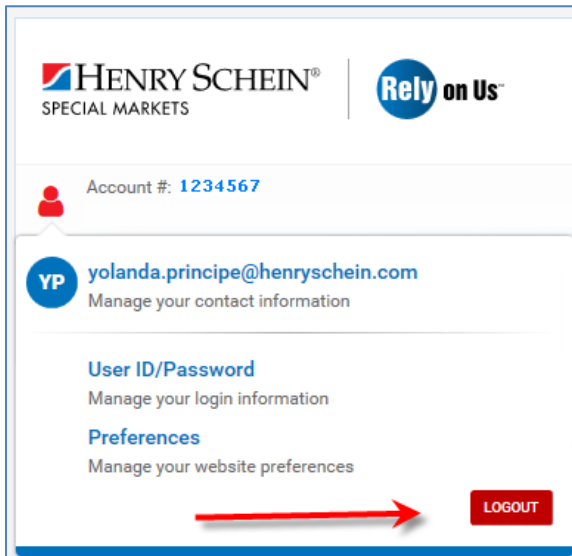 HENRY SCHEIN®
SPECIAL MARKETS
Rely on Us™
Account #: 1234567
YP
yolanda.principe@henryschein.com
Manage your contact information
User ID/Password
Manage your login information
Preferences
Manage your website preferences
LOGOUT